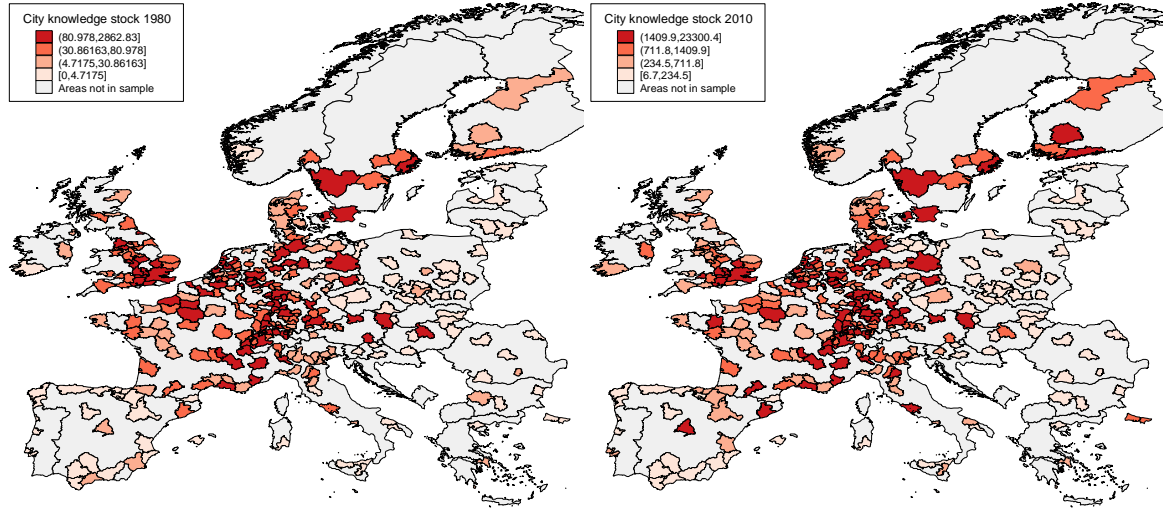 City knowledge stock 1980
(80.978,2862.83]
(30.86163,80.978]
(4.7175,30.86163]
[0,4.7175]
Areas not in sample
City knowledge stock 2010
(1409.9,23300.4]
(711.8,1409.9]
(234.5,711.8]
[6.7,234.5]
Areas not in sample